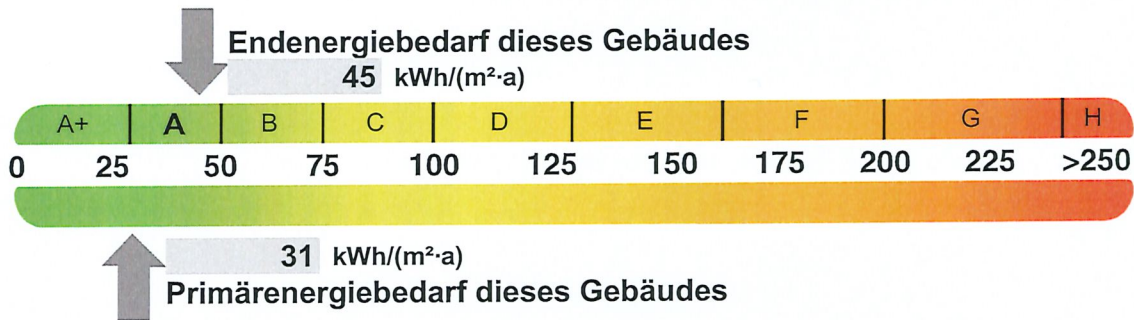 Endenergiebedarf dieses Gebäudes
45 kWh/(m²·a)
A+ A B C D E F G H
0 25 50 75 100 125 150 175 200 225 >250
31 kWh/(m²·a)
Primärenergiebedarf dieses Gebäudes